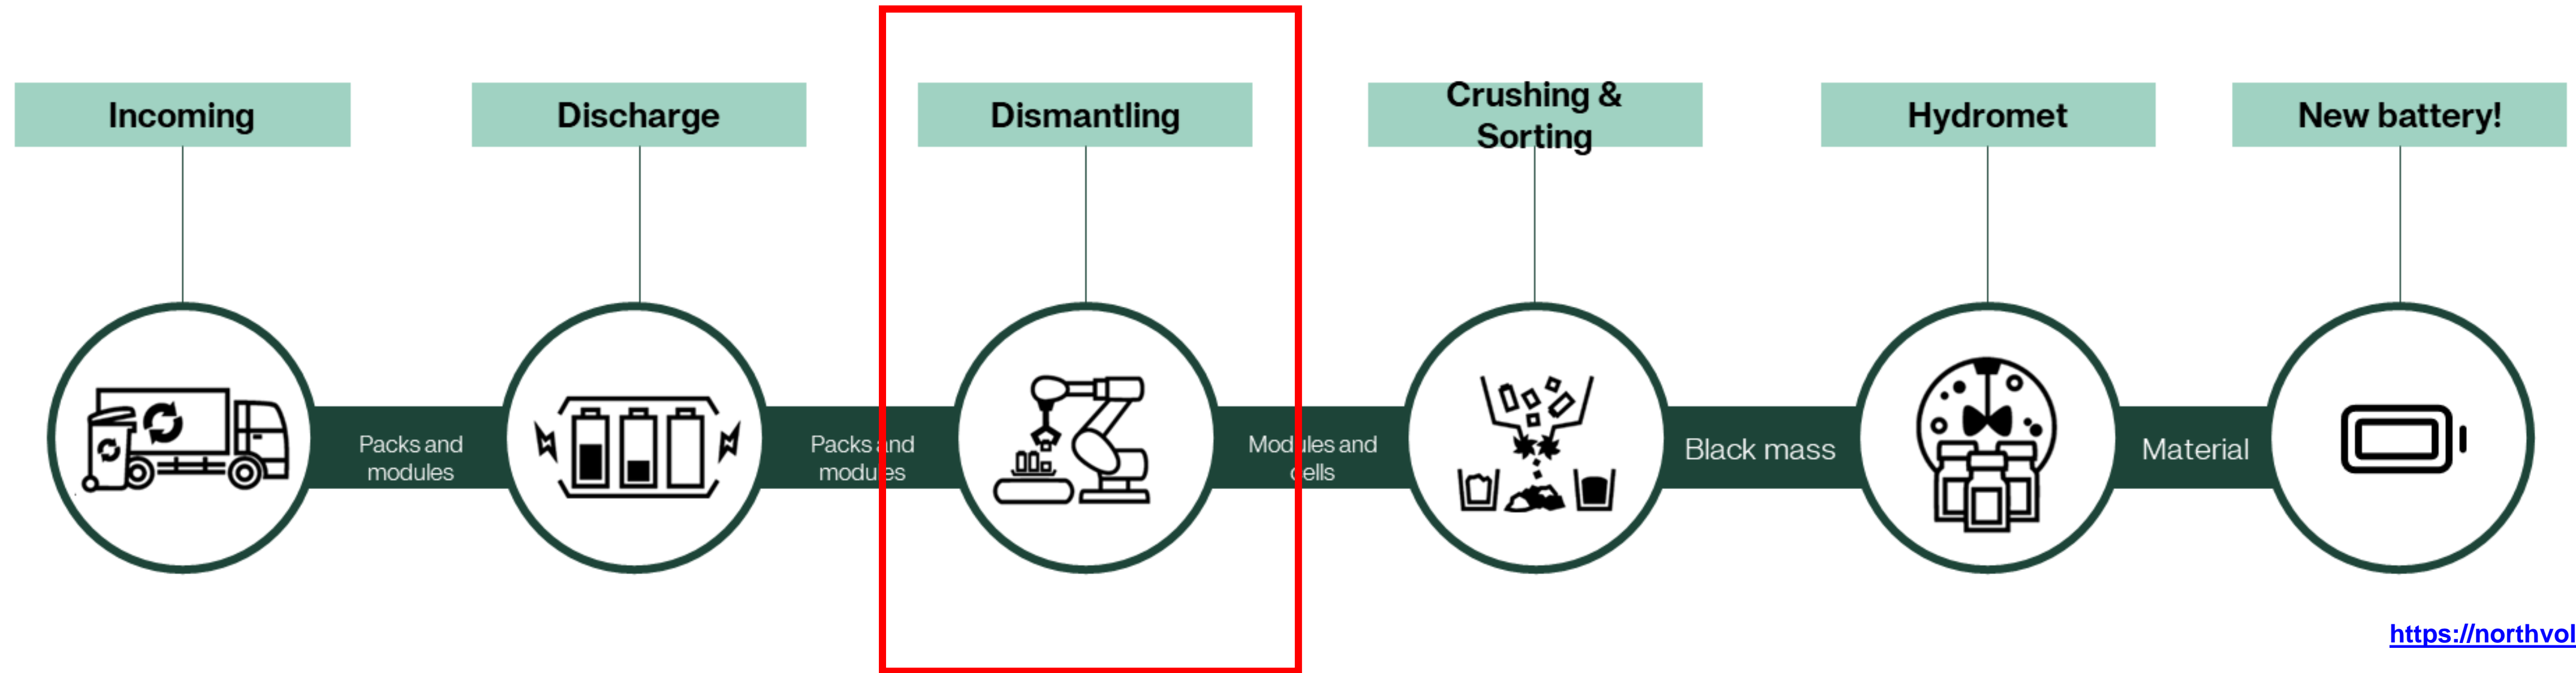 Incoming
Discharge
Dismantling
Crushing &
Sorting
Hydromet
New battery!
Packs and
modules
Packs and
modules
Modules and
cells
Black mass
Material
https://northvol